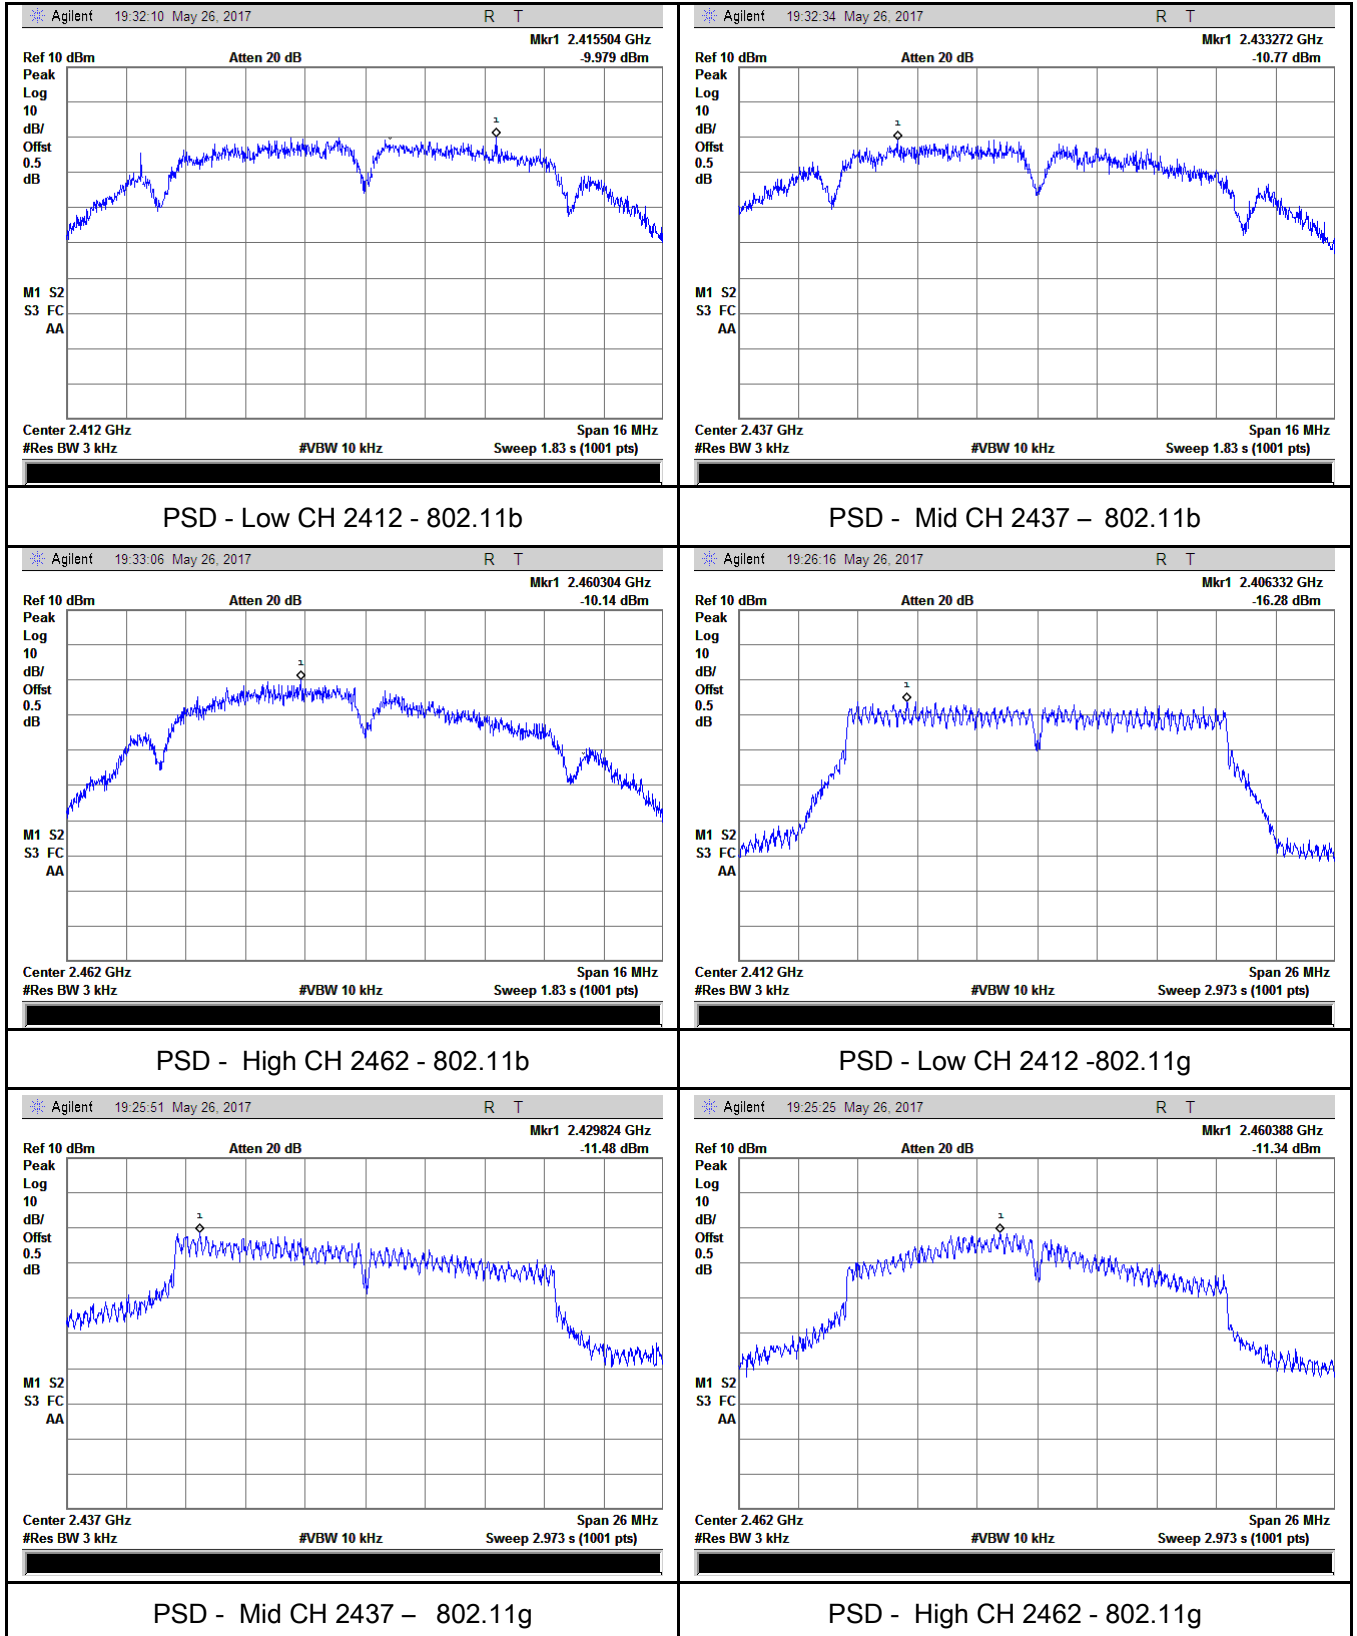 Agilent 19:32:10 May 26, 2017 R T
Mkr1 2.415504 GHz
Ref 10 dBm Atten 20 dB -9.979 dBm
Peak
Log
10
dB/
Offst
0.5
dB
1
M1 S2
S3 FC
AA
Center 2.412 GHz Span 16 MHz
#Res BW 3 kHz #VBW 10 kHz Sweep 1.83 s (1001 pts)
PSD - Low CH 2412 - 802.11b
Agilent 19:32:34 May 26, 2017 R T
Mkr1 2.433272 GHz
Ref 10 dBm Atten 20 dB -10.77 dBm
Peak
Log
10
dB/
Offst
0.5
dB
1
M1 S2
S3 FC
AA
Center 2.437 GHz Span 16 MHz
#Res BW 3 kHz #VBW 10 kHz Sweep 1.83 s (1001 pts)
PSD - Mid CH 2437 – 802.11b
Agilent 19:33:06 May 26, 2017 R T
Mkr1 2.460304 GHz
Ref 10 dBm Atten 20 dB -10.14 dBm
Peak
Log
10
dB/
Offst
0.5
dB
1
M1 S2
S3 FC
AA
Center 2.462 GHz Span 16 MHz
#Res BW 3 kHz #VBW 10 kHz Sweep 1.83 s (1001 pts)
PSD - High CH 2462 - 802.11b
Agilent 19:26:16 May 26, 2017 R T
Mkr1 2.406332 GHz
Ref 10 dBm Atten 20 dB -16.28 dBm
Peak
Log
10
dB/
Offst
0.5
dB
1
M1 S2
S3 FC
AA
Center 2.412 GHz Span 26 MHz
#Res BW 3 kHz #VBW 10 kHz Sweep 2.973 s (1001 pts)
PSD - Low CH 2412 -802.11g
Agilent 19:25:51 May 26, 2017 R T
Mkr1 2.429824 GHz
Ref 10 dBm Atten 20 dB -11.48 dBm
Peak
Log
10
dB/
Offst
0.5
dB
1
M1 S2
S3 FC
AA
Center 2.437 GHz Span 26 MHz
#Res BW 3 kHz #VBW 10 kHz Sweep 2.973 s (1001 pts)
PSD - Mid CH 2437 – 802.11g
Agilent 19:25:25 May 26, 2017 R T
Mkr1 2.460388 GHz
Ref 10 dBm Atten 20 dB -11.34 dBm
Peak
Log
10
dB/
Offst
0.5
dB
1
M1 S2
S3 FC
AA
Center 2.462 GHz Span 26 MHz
#Res BW 3 kHz #VBW 10 kHz Sweep 2.973 s (1001 pts)
PSD - High CH 2462 - 802.11g